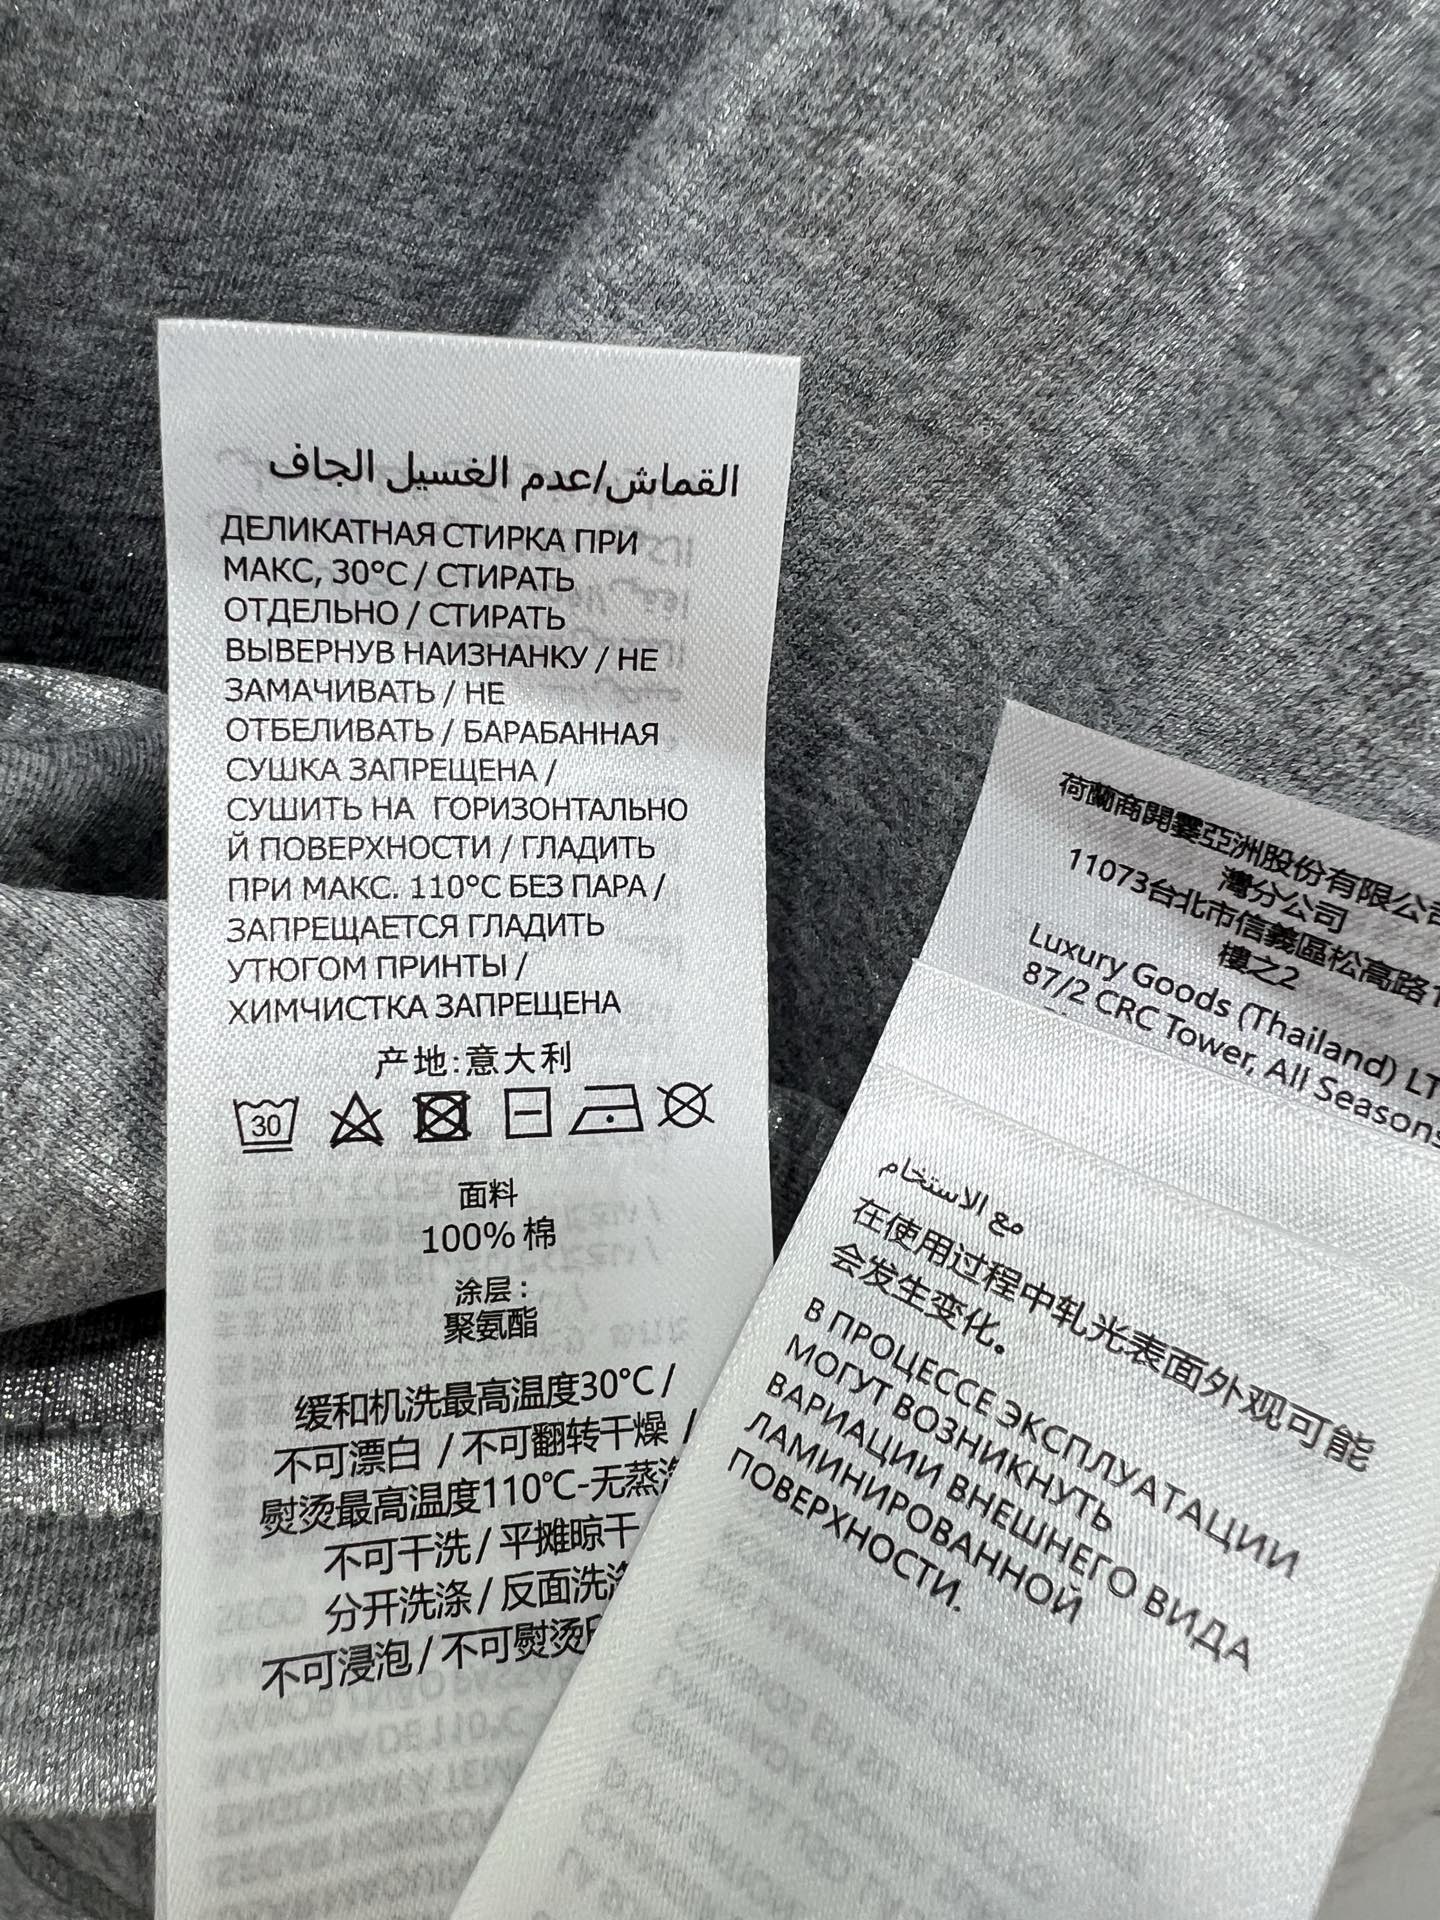 القماش/عدم الغسيل الجاف
ДЕЛИКАТНАЯ СТИРКА ПРИ
МАКС, 30°C / СТИРАТЬ
ОТДЕЛЬНО / СТИРАТЬ
ВЫВЕРНУВ НАИЗНАНКУ / НЕ
ЗАМАЧИВАТЬ / НЕ
ОТБЕЛИВАТЬ / БАРАБАННАЯ
СУШКА ЗАПРЕЩЕНА /
СУШИТЬ НА ГОРИЗОНТАЛЬНО
Й ПОВЕРХНОСТИ / ГЛАДИТЬ
ПРИ МАКС. 110°C БЕЗ ПАРА /
ЗАПРЕЩАЕТСЯ ГЛАДИТЬ
УТЮГОМ ПРИНТЫ /
ХИМЧИСТКА ЗАПРЕЩЕНА
产地:意大利
30
面料
100% 棉
涂层:
聚氨酯
缓和机洗最高温度30°C /
不可漂白 / 不可翻转干燥 /
熨烫最高温度110°C-无蒸
不可干洗 / 平摊晾干
分开洗涤 / 反面洗
不可浸泡 / 不可熨烫
荷蘭商開雲亞洲股份有限公司
灣分公司
11073台北市信義區松高路1
樓之2
Luxury Goods (Thailand) LT
87/2 CRC Tower, All Seasons
مع الاستخام
在使用过程中轧光表面外观可能
会发生变化。
В ПРОЦЕССЕ ЭКСПЛУАТАЦИИ
МОГУТ ВОЗНИКНУТЬ
ВАРИАЦИИ ВНЕШНЕГО ВИДА
ЛАМИНИРОВАННОЙ
ПОВЕРХНОСТИ.